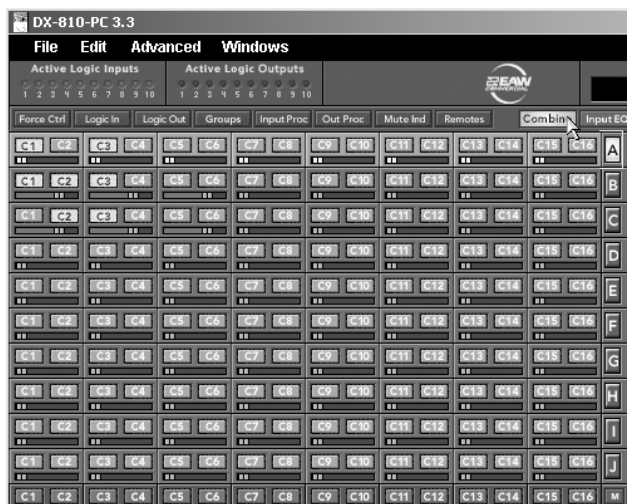 DX-810-PC 3.3
File Edit Advanced Windows
Active Logic Inputs Active Logic Outputs
1 2 3 4 5 6 7 8 9 10 1 2 3 4 5 6 7 8 9 10
EAW
COMMERCIAL
Force Ctrl Logic In Logic Out Groups Input Proc Out Proc Mute Ind Remotes Combine Input EQ
C1 C2 C3 C4 C5 C6 C7 C8 C9 C10 C11 C12 C13 C14 C15 C16 A
C1 C2 C3 C4 C5 C6 C7 C8 C9 C10 C11 C12 C13 C14 C15 C16 B
C1 C2 C3 C4 C5 C6 C7 C8 C9 C10 C11 C12 C13 C14 C15 C16 C
C1 C2 C3 C4 C5 C6 C7 C8 C9 C10 C11 C12 C13 C14 C15 C16 D
C1 C2 C3 C4 C5 C6 C7 C8 C9 C10 C11 C12 C13 C14 C15 C16 E
C1 C2 C3 C4 C5 C6 C7 C8 C9 C10 C11 C12 C13 C14 C15 C16 F
C1 C2 C3 C4 C5 C6 C7 C8 C9 C10 C11 C12 C13 C14 C15 C16 G
C1 C2 C3 C4 C5 C6 C7 C8 C9 C10 C11 C12 C13 C14 C15 C16 H
C1 C2 C3 C4 C5 C6 C7 C8 C9 C10 C11 C12 C13 C14 C15 C16 I
C1 C2 C3 C4 C5 C6 C7 C8 C9 C10 C11 C12 C13 C14 C15 C16 J
C1 C2 C3 C4 C5 C6 C7 C8 C9 C10 C11 C12 C13 C14 C15 C16 M